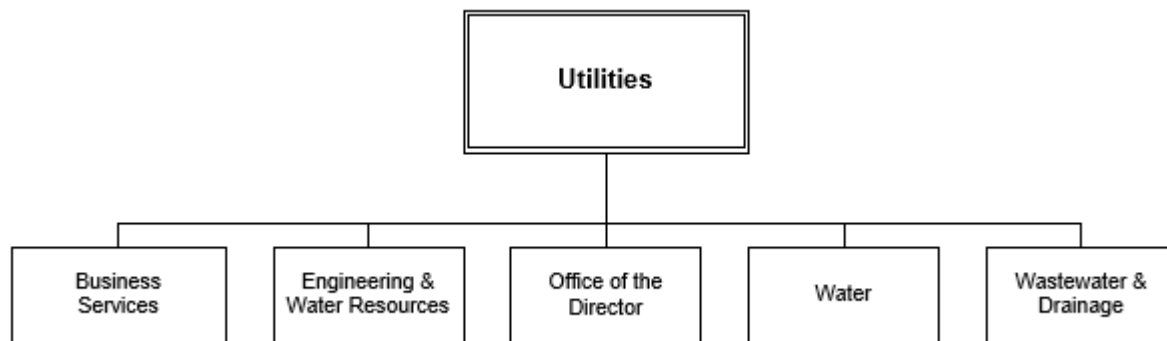 Utilities
Business
Services
Engineering &
Water Resources
Office of the
Director
Water
Wastewater &
Drainage